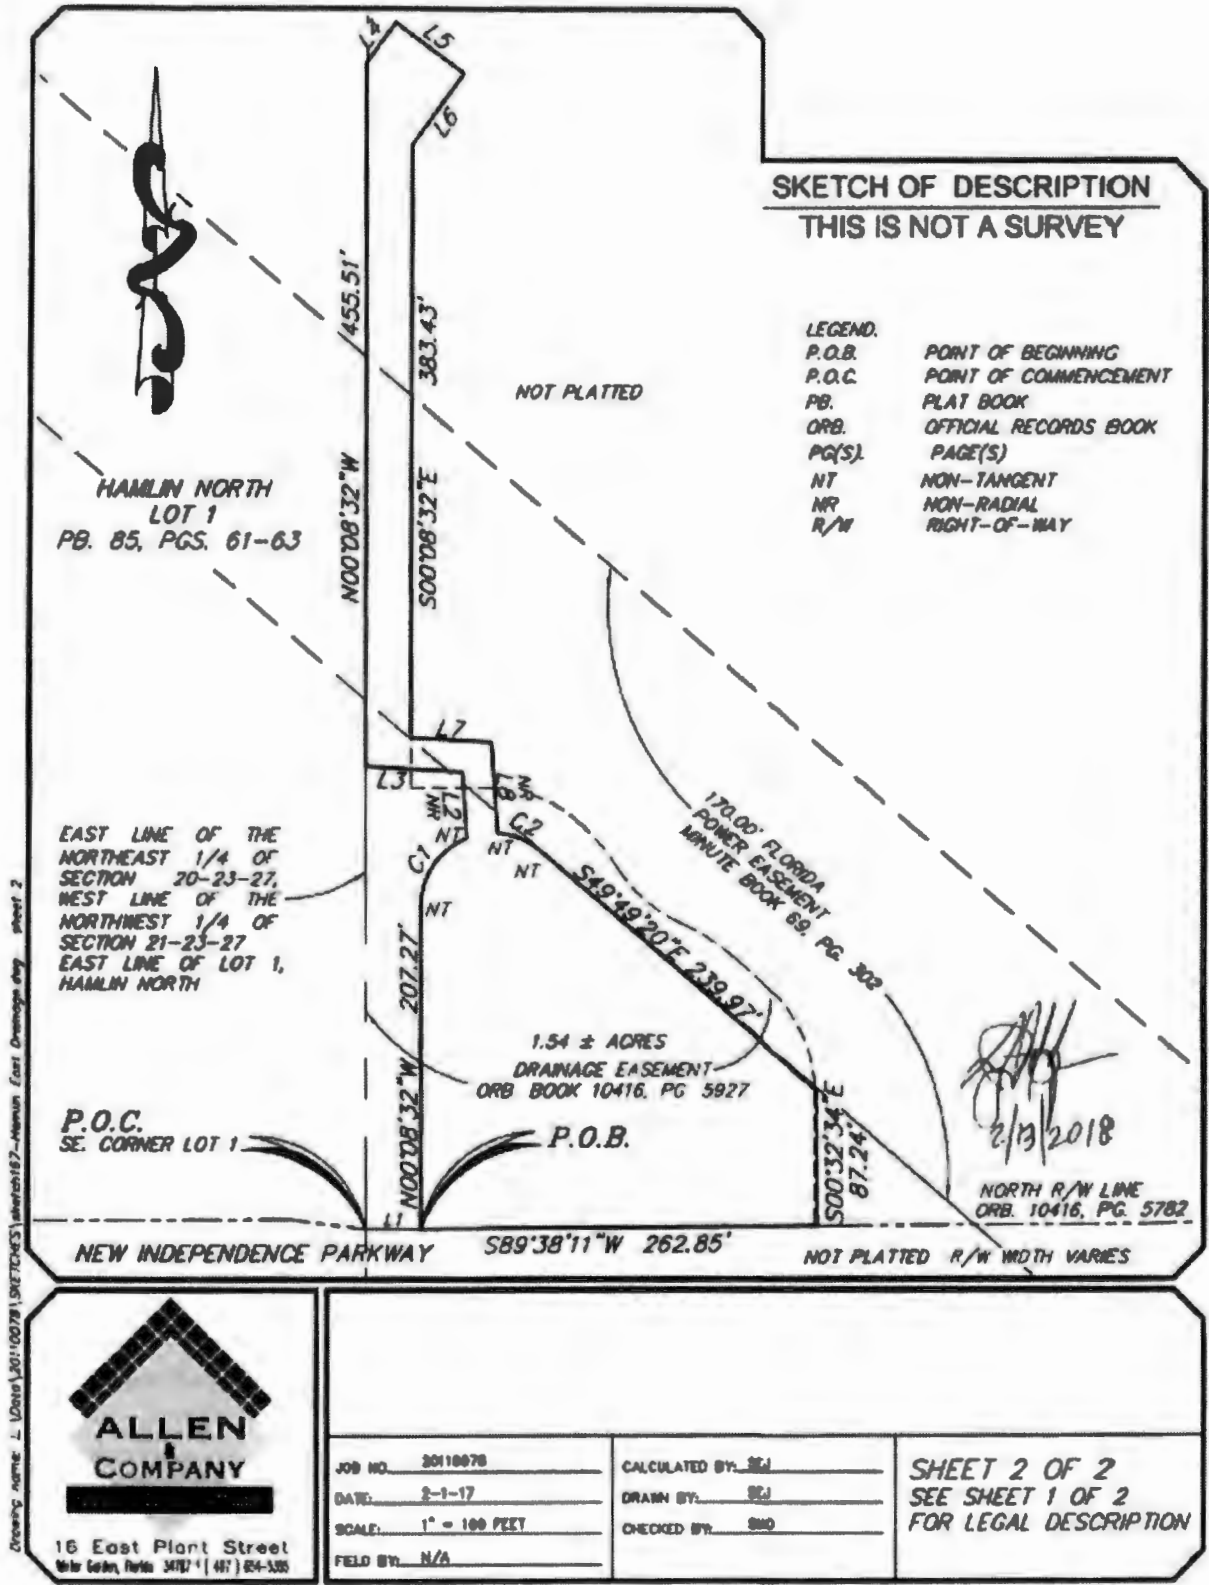 SKETCH OF DESCRIPTION
THIS IS NOT A SURVEY
LEGEND.
P.O.B. POINT OF BEGINNING
P.O.C. POINT OF COMMENCEMENT
PB. PLAT BOOK
ORB. OFFICIAL RECORDS BOOK
PG(S). PAGE(S)
NT NON-TANGENT
NR NON-RADIAL
R/W RIGHT-OF-WAY
L4
L5
L6
N00°08'32"W 455.51'
S00°08'32"E 383.43'
NOT PLATTED
HAMLIN NORTH
LOT 1
PB. 85, PGS. 61-63
L7
L3
L2
NR
L8
NR
NT
C1
NT
C2
NT
NT
EAST LINE OF THE
NORTHEAST 1/4 OF
SECTION 20-23-27,
WEST LINE OF THE
NORTHWEST 1/4 OF
SECTION 21-23-27
EAST LINE OF LOT 1,
HAMLIN NORTH
170.00' FLORIDA
POWER EASEMENT
MINUTE BOOK 69, PG. 302
S49°49'20"E 239.97'
N00°08'32"W 207.27'
1.54 ± ACRES
DRAINAGE EASEMENT
ORB BOOK 10416, PG 5927
P.O.C.
SE. CORNER LOT 1
P.O.B.
S00°32'34"E
87.24'
2/13/2018
NORTH R/W LINE
ORB. 10416, PG. 5782
L1
NEW INDEPENDENCE PARKWAY
S89°38'11"W 262.85'
NOT PLATTED R/W WIDTH VARIES
ALLEN
&
COMPANY
16 East Plant Street
JOB NO. 20110078
DATE: 2-1-17
SCALE: 1" = 100 FEET
FIELD BY: N/A
CALCULATED BY: SEJ
DRAWN BY: SEJ
CHECKED BY:
SHEET 2 OF 2
SEE SHEET 1 OF 2
FOR LEGAL DESCRIPTION